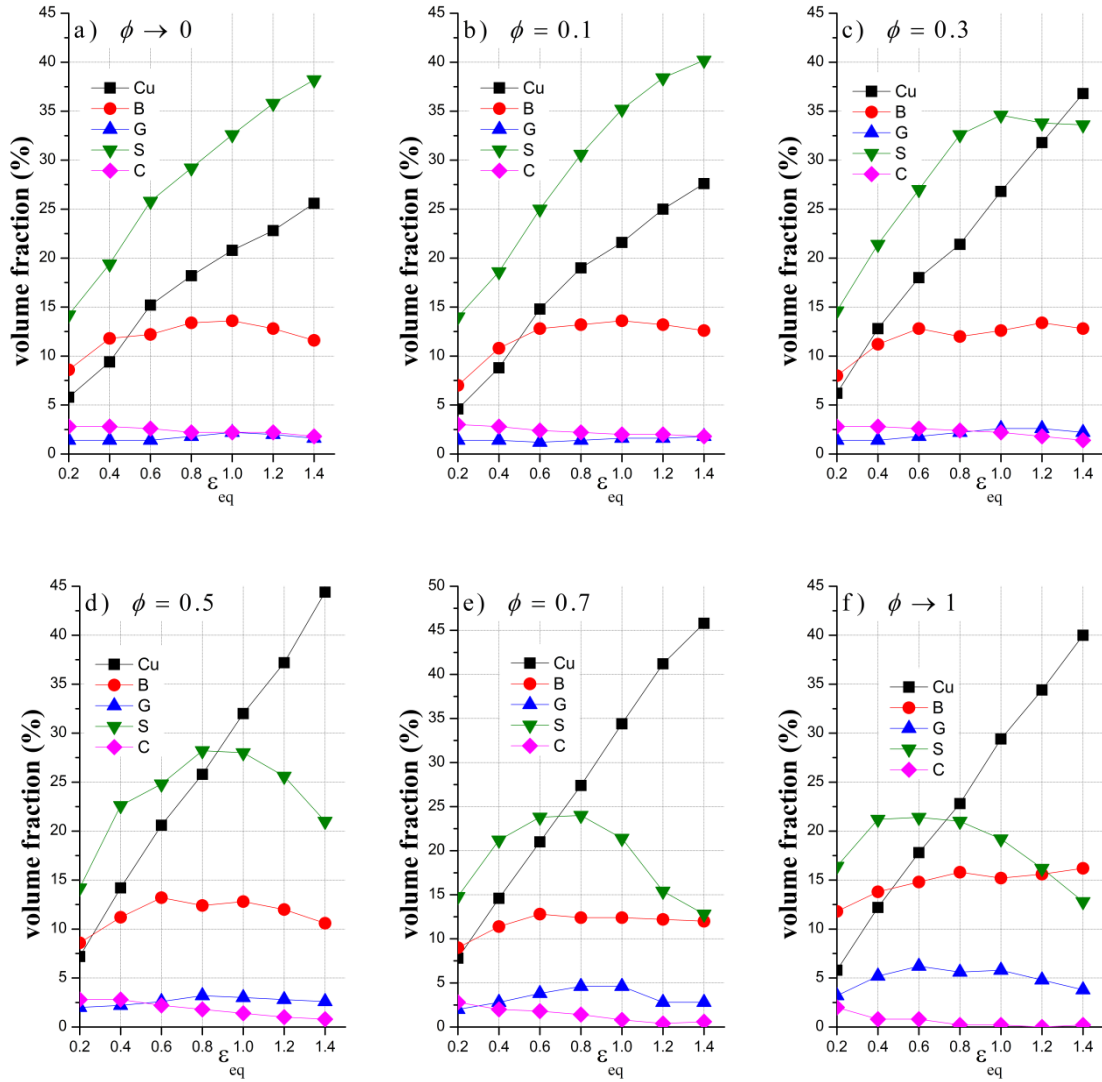 a) ϕ → 0
volume fraction (%)
45
40
35
30
25
20
15
10
5
0
Cu
B
G
S
C
0.2 0.4 0.6 0.8 1.0 1.2 1.4
ε eq
b) ϕ = 0.1
volume fraction (%)
45
40
35
30
25
20
15
10
5
0
Cu
B
G
S
C
0.2 0.4 0.6 0.8 1.0 1.2 1.4
ε eq
c) ϕ = 0.3
volume fraction (%)
45
40
35
30
25
20
15
10
5
0
Cu
B
G
S
C
0.2 0.4 0.6 0.8 1.0 1.2 1.4
ε eq
d) ϕ = 0.5
volume fraction (%)
45
40
35
30
25
20
15
10
5
0
Cu
B
G
S
C
0.2 0.4 0.6 0.8 1.0 1.2 1.4
ε eq
e) ϕ = 0.7
volume fraction (%)
50
45
40
35
30
25
20
15
10
5
0
Cu
B
G
S
C
0.2 0.4 0.6 0.8 1.0 1.2 1.4
ε eq
f) ϕ → 1
volume fraction (%)
45
40
35
30
25
20
15
10
5
0
Cu
B
G
S
C
0.2 0.4 0.6 0.8 1.0 1.2 1.4
ε eq